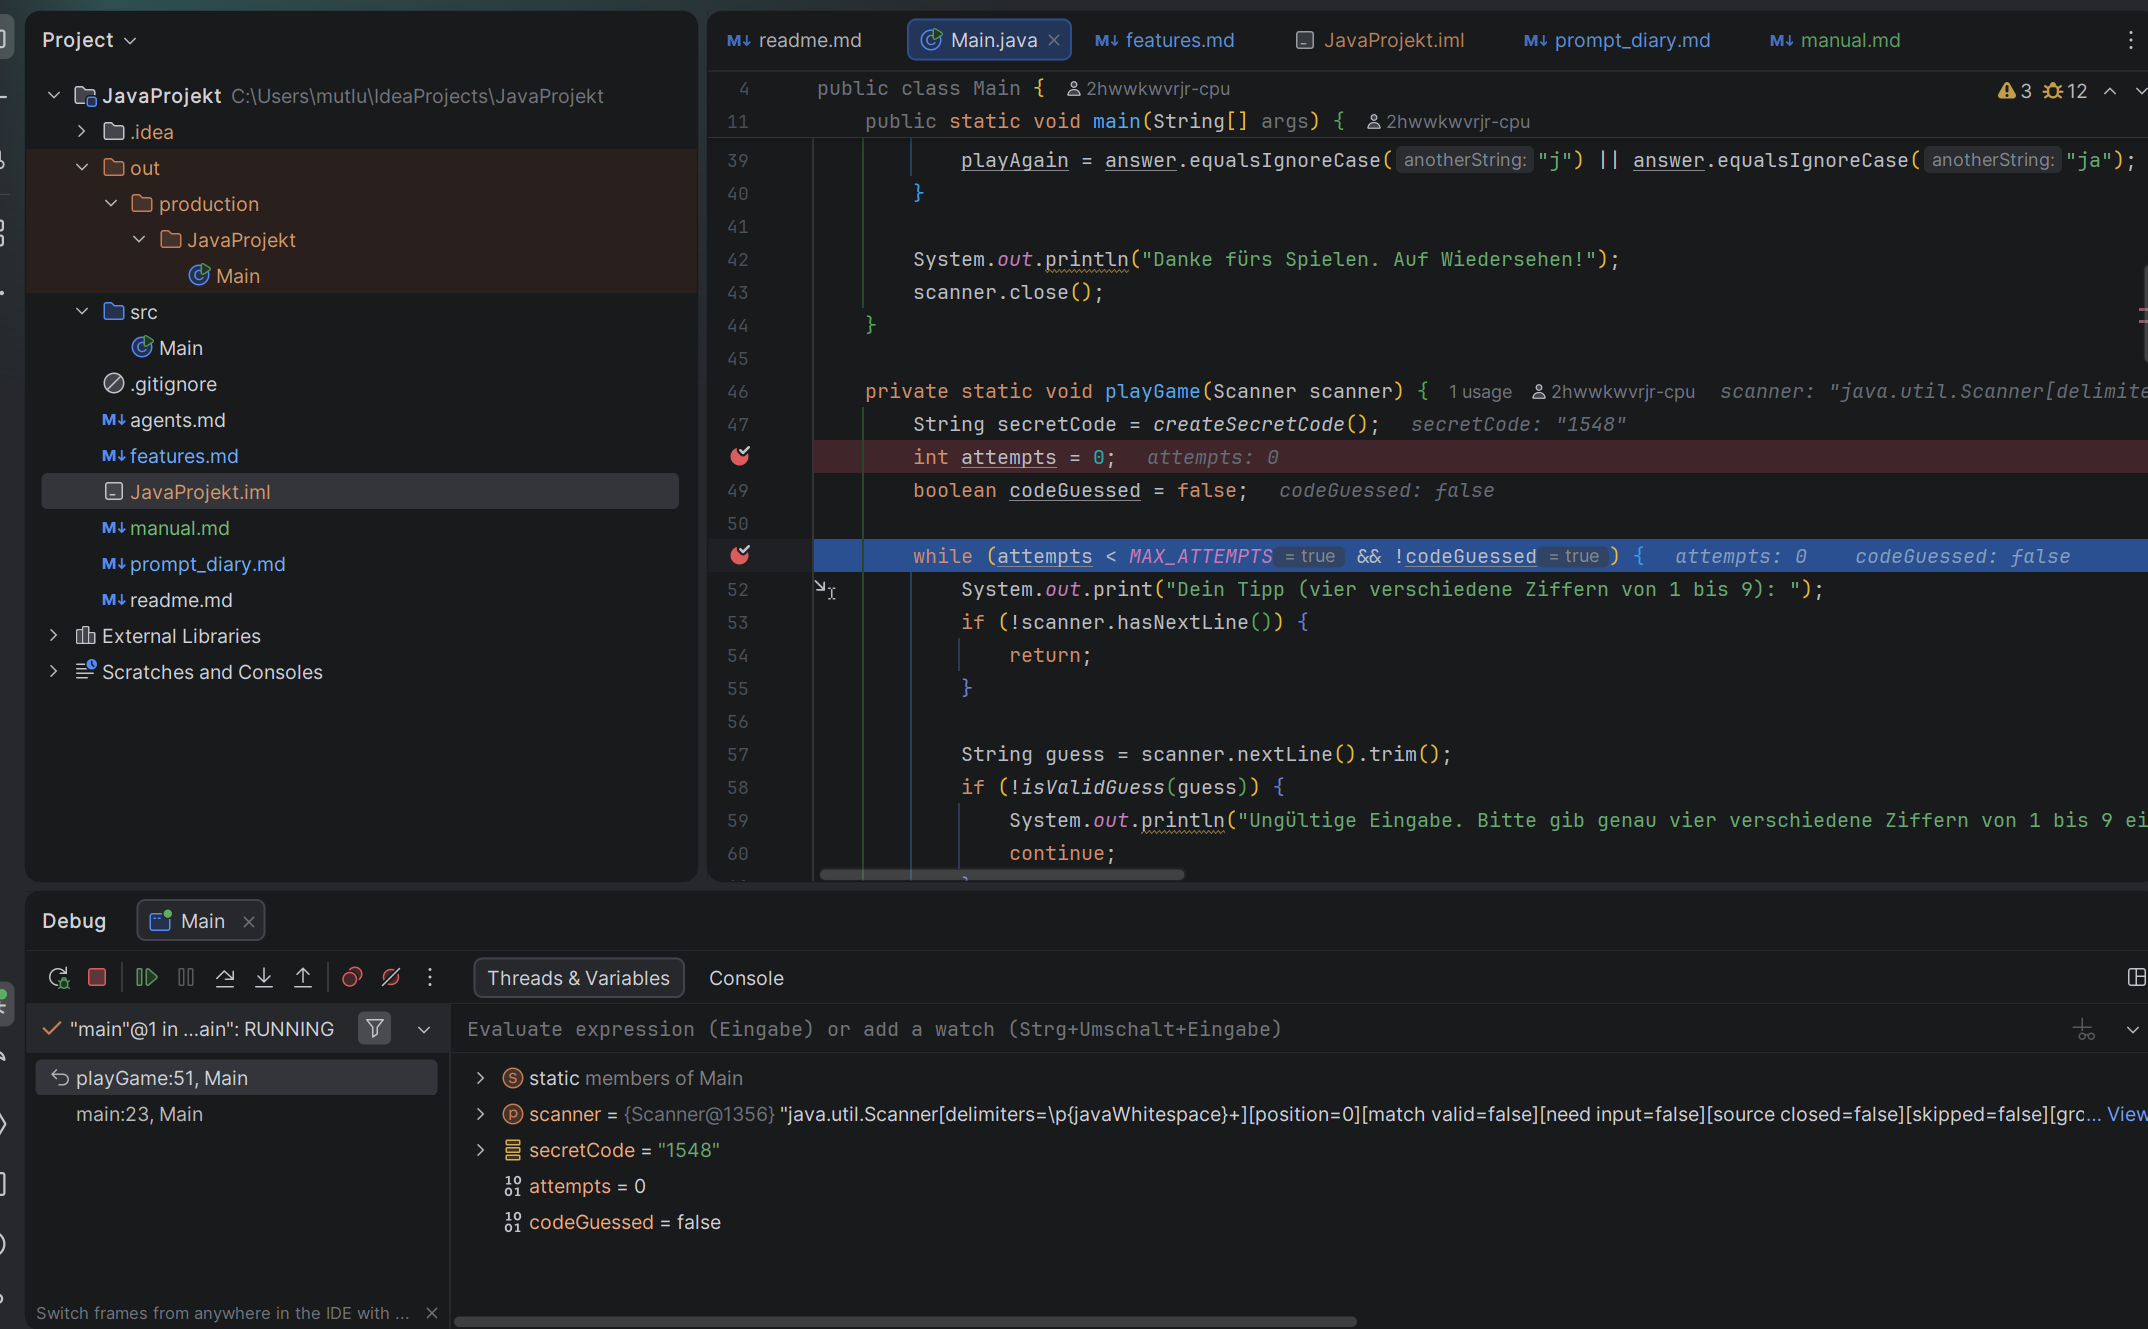 Project
JavaProjekt C:\Users\mutlu\IdeaProjects\JavaProjekt
.idea
out
production
JavaProjekt
Main
src
Main
.gitignore
agents.md
features.md
JavaProjekt.iml
manual.md
prompt_diary.md
readme.md
External Libraries
Scratches and Consoles
readme.md Main.java features.md JavaProjekt.iml prompt_diary.md manual.md
3 12
4 public class Main { 2hwwkwvrjr-cpu
11 public static void main(String[] args) { 2hwwkwvrjr-cpu
39 playAgain = answer.equalsIgnoreCase( anotherString: "j") || answer.equalsIgnoreCase( anotherString: "ja");
40 }
41
42 System.out.println("Danke fürs Spielen. Auf Wiedersehen!");
43 scanner.close();
44 }
45
46 private static void playGame(Scanner scanner) { 1 usage 2hwwkwvrjr-cpu scanner: "java.util.Scanner[delimite
47 String secretCode = createSecretCode(); secretCode: "1548"
int attempts = 0; attempts: 0
49 boolean codeGuessed = false; codeGuessed: false
50
while (attempts < MAX_ATTEMPTS = true && !codeGuessed = true ) { attempts: 0 codeGuessed: false
52 System.out.print("Dein Tipp (vier verschiedene Ziffern von 1 bis 9): ");
53 if (!scanner.hasNextLine()) {
54 return;
55 }
56
57 String guess = scanner.nextLine().trim();
58 if (!isValidGuess(guess)) {
59 System.out.println("Ungültige Eingabe. Bitte gib genau vier verschiedene Ziffern von 1 bis 9 ei
60 continue;
Debug Main
Threads & Variables Console
"main"@1 in ...ain": RUNNING
playGame:51, Main
main:23, Main
Switch frames from anywhere in the IDE with ...
Evaluate expression (Eingabe) or add a watch (Strg+Umschalt+Eingabe)
static members of Main
scanner = {Scanner@1356} "java.util.Scanner[delimiters=\p{javaWhitespace}+][position=0][match valid=false][need input=false][source closed=false][skipped=false][grc... View
secretCode = "1548"
attempts = 0
codeGuessed = false